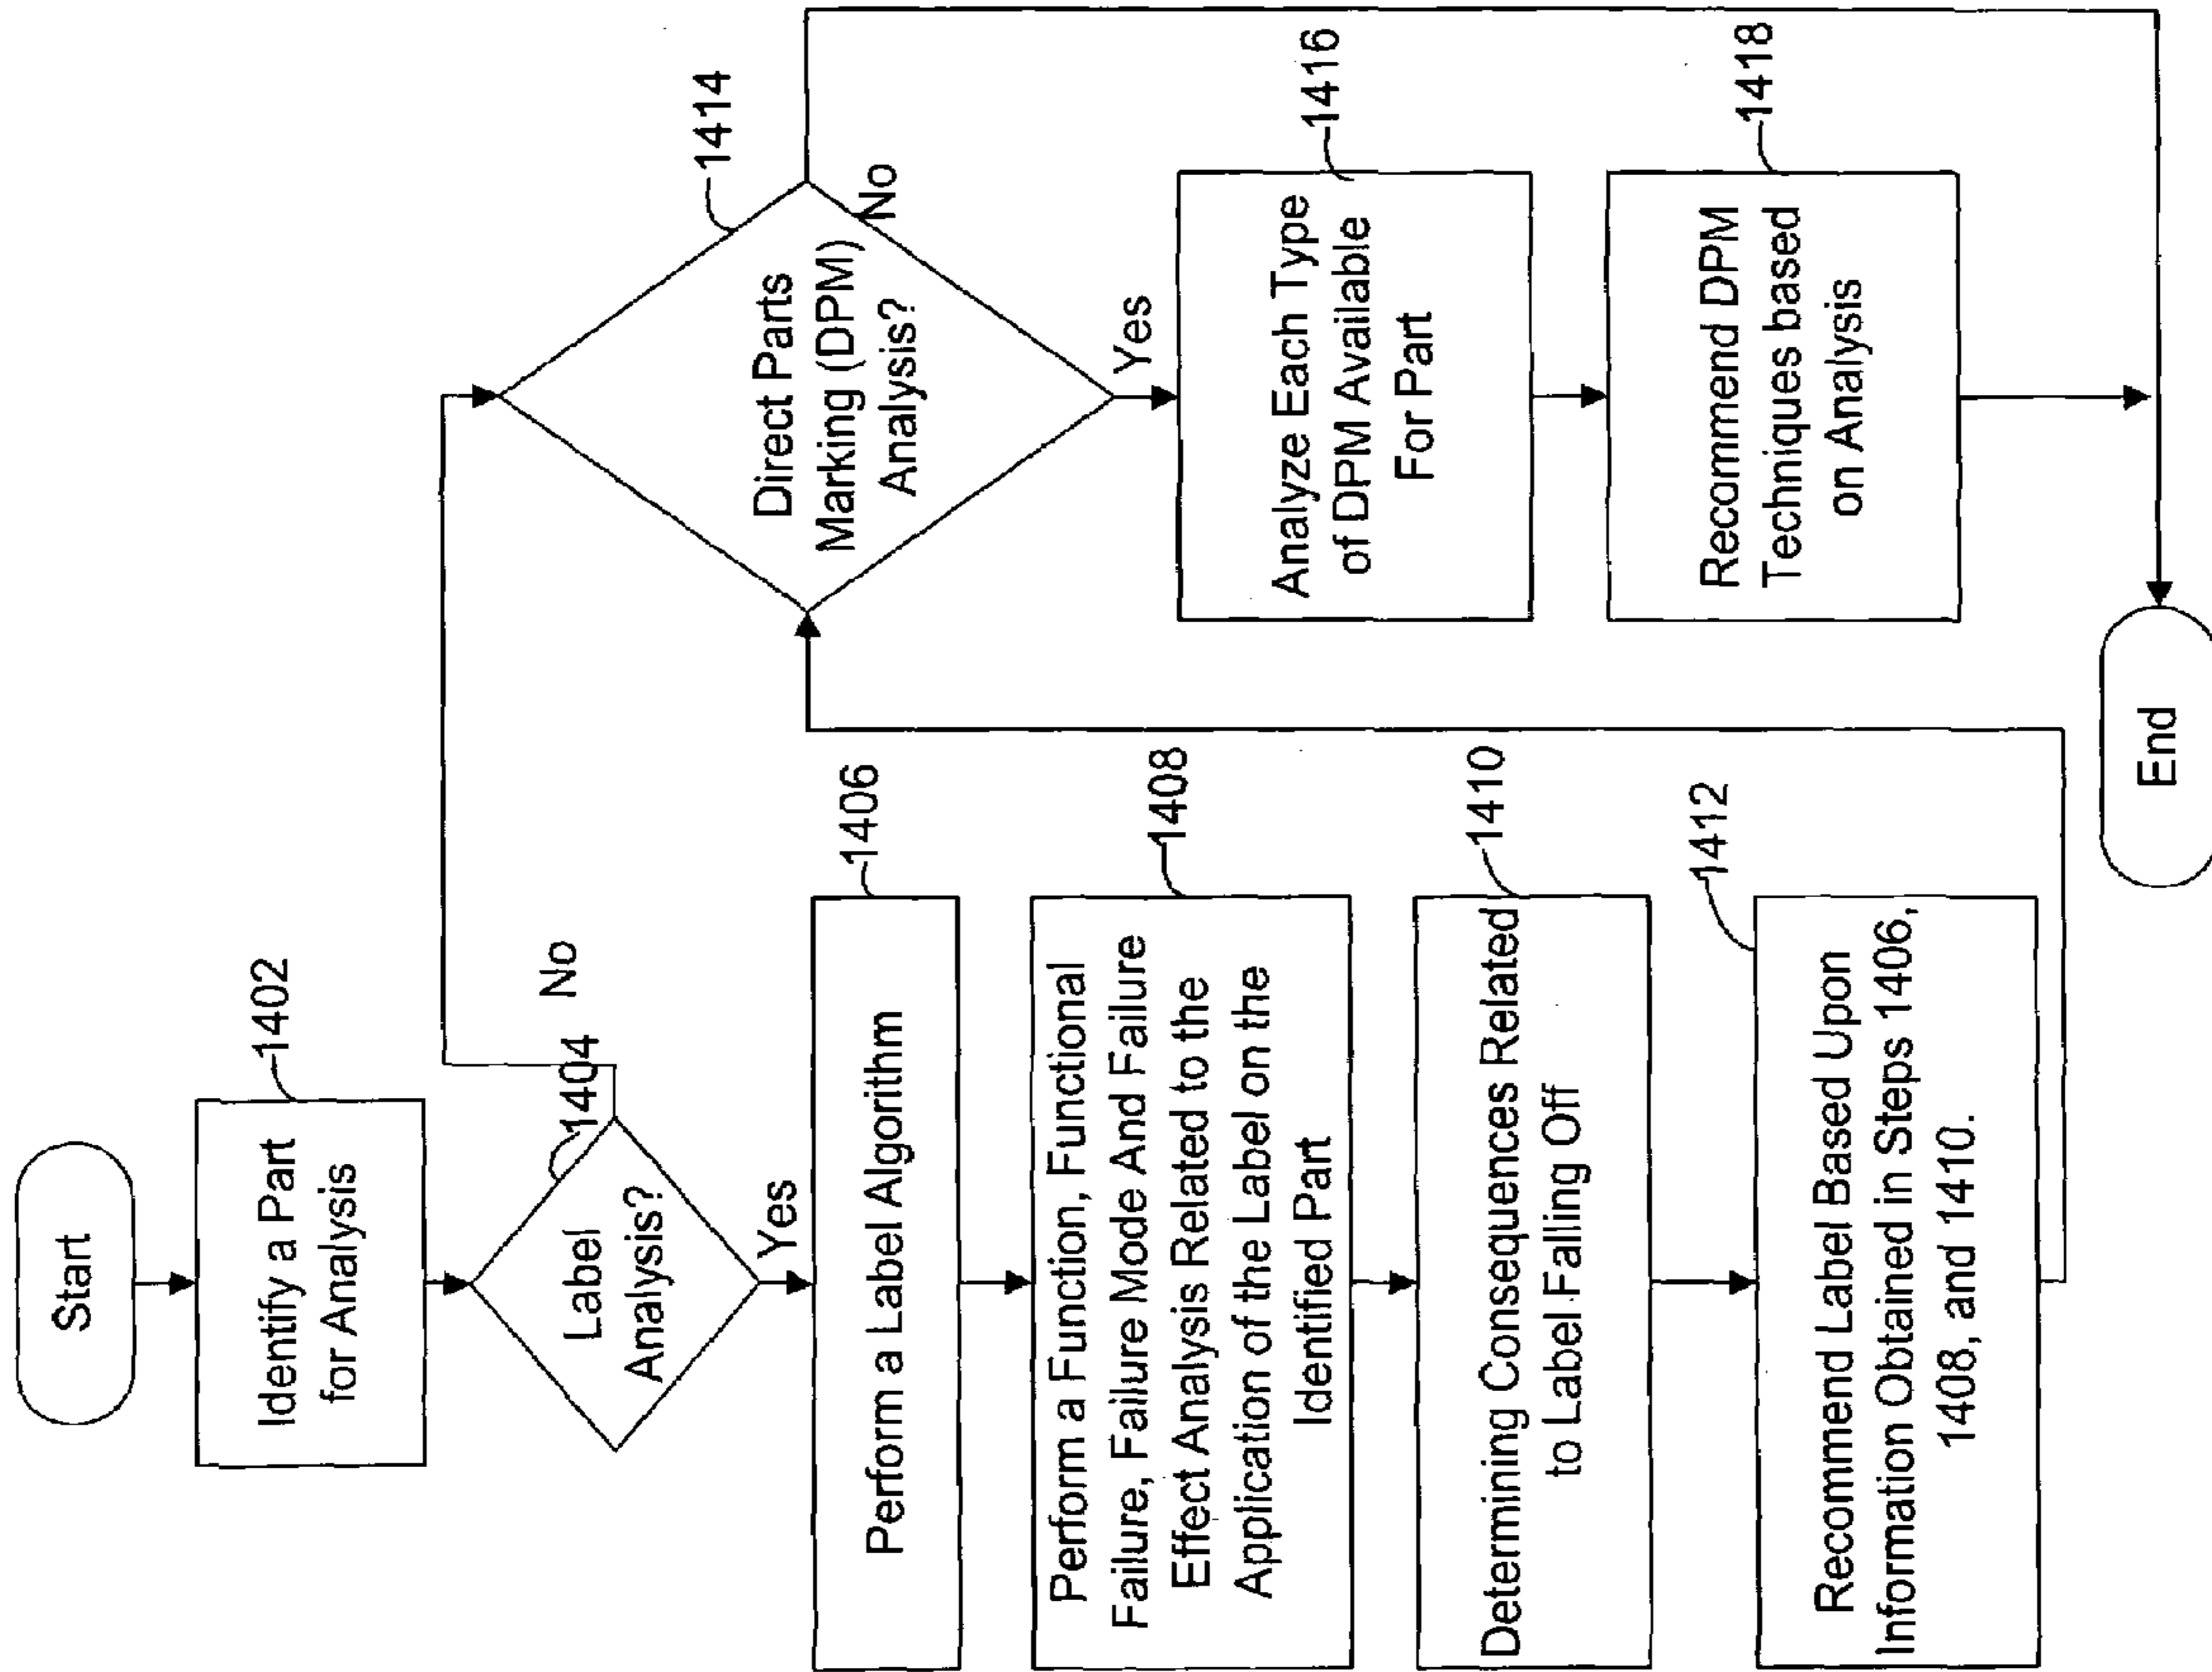 Start
Identify a Part
for Analysis
1402
Label
Analysis?
1404
No
Yes
Perform a Label Algorithm
1406
Perform a Function, Functional
Failure, Failure Mode And Failure
Effect Analysis Related to the
Application of the Label on the
Identified Part
1408
Determining Consequences Related
to Label Falling Off
1410
Recommend Label Based Upon
Information Obtained in Steps 1406,
1408, and 1410.
1412
Direct Parts
Marking (DPM)
Analysis?
1414
No
Yes
Analyze Each Type
of DPM Available
For Part
1416
Recommend DPM
Techniques based
on Analysis
1418
End